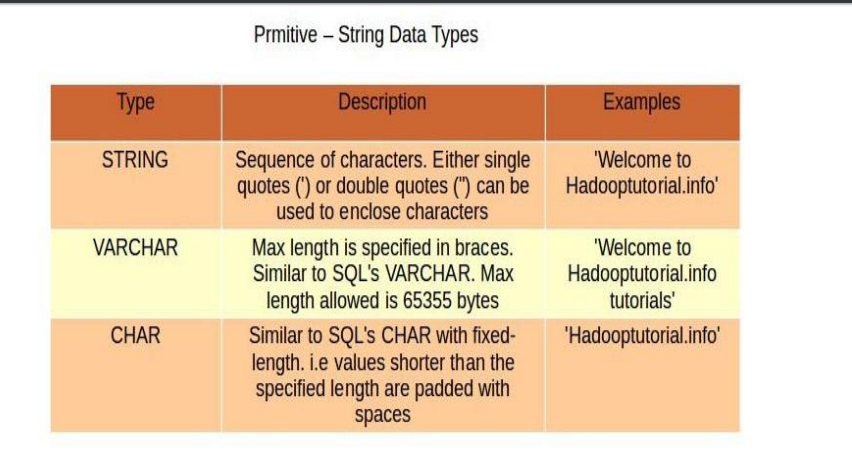 Prmitive – String Data Types
Type Description Examples
STRING Sequence of characters. Either single 'Welcome to
quotes (') or double quotes (") can be Hadooptutorial.info'
used to enclose characters
VARCHAR Max length is specified in braces. 'Welcome to
Similar to SQL's VARCHAR. Max Hadooptutorial.info
length allowed is 65355 bytes tutorials'
CHAR Similar to SQL's CHAR with fixed- 'Hadooptutorial.info'
length. i.e values shorter than the
specified length are padded with
spaces